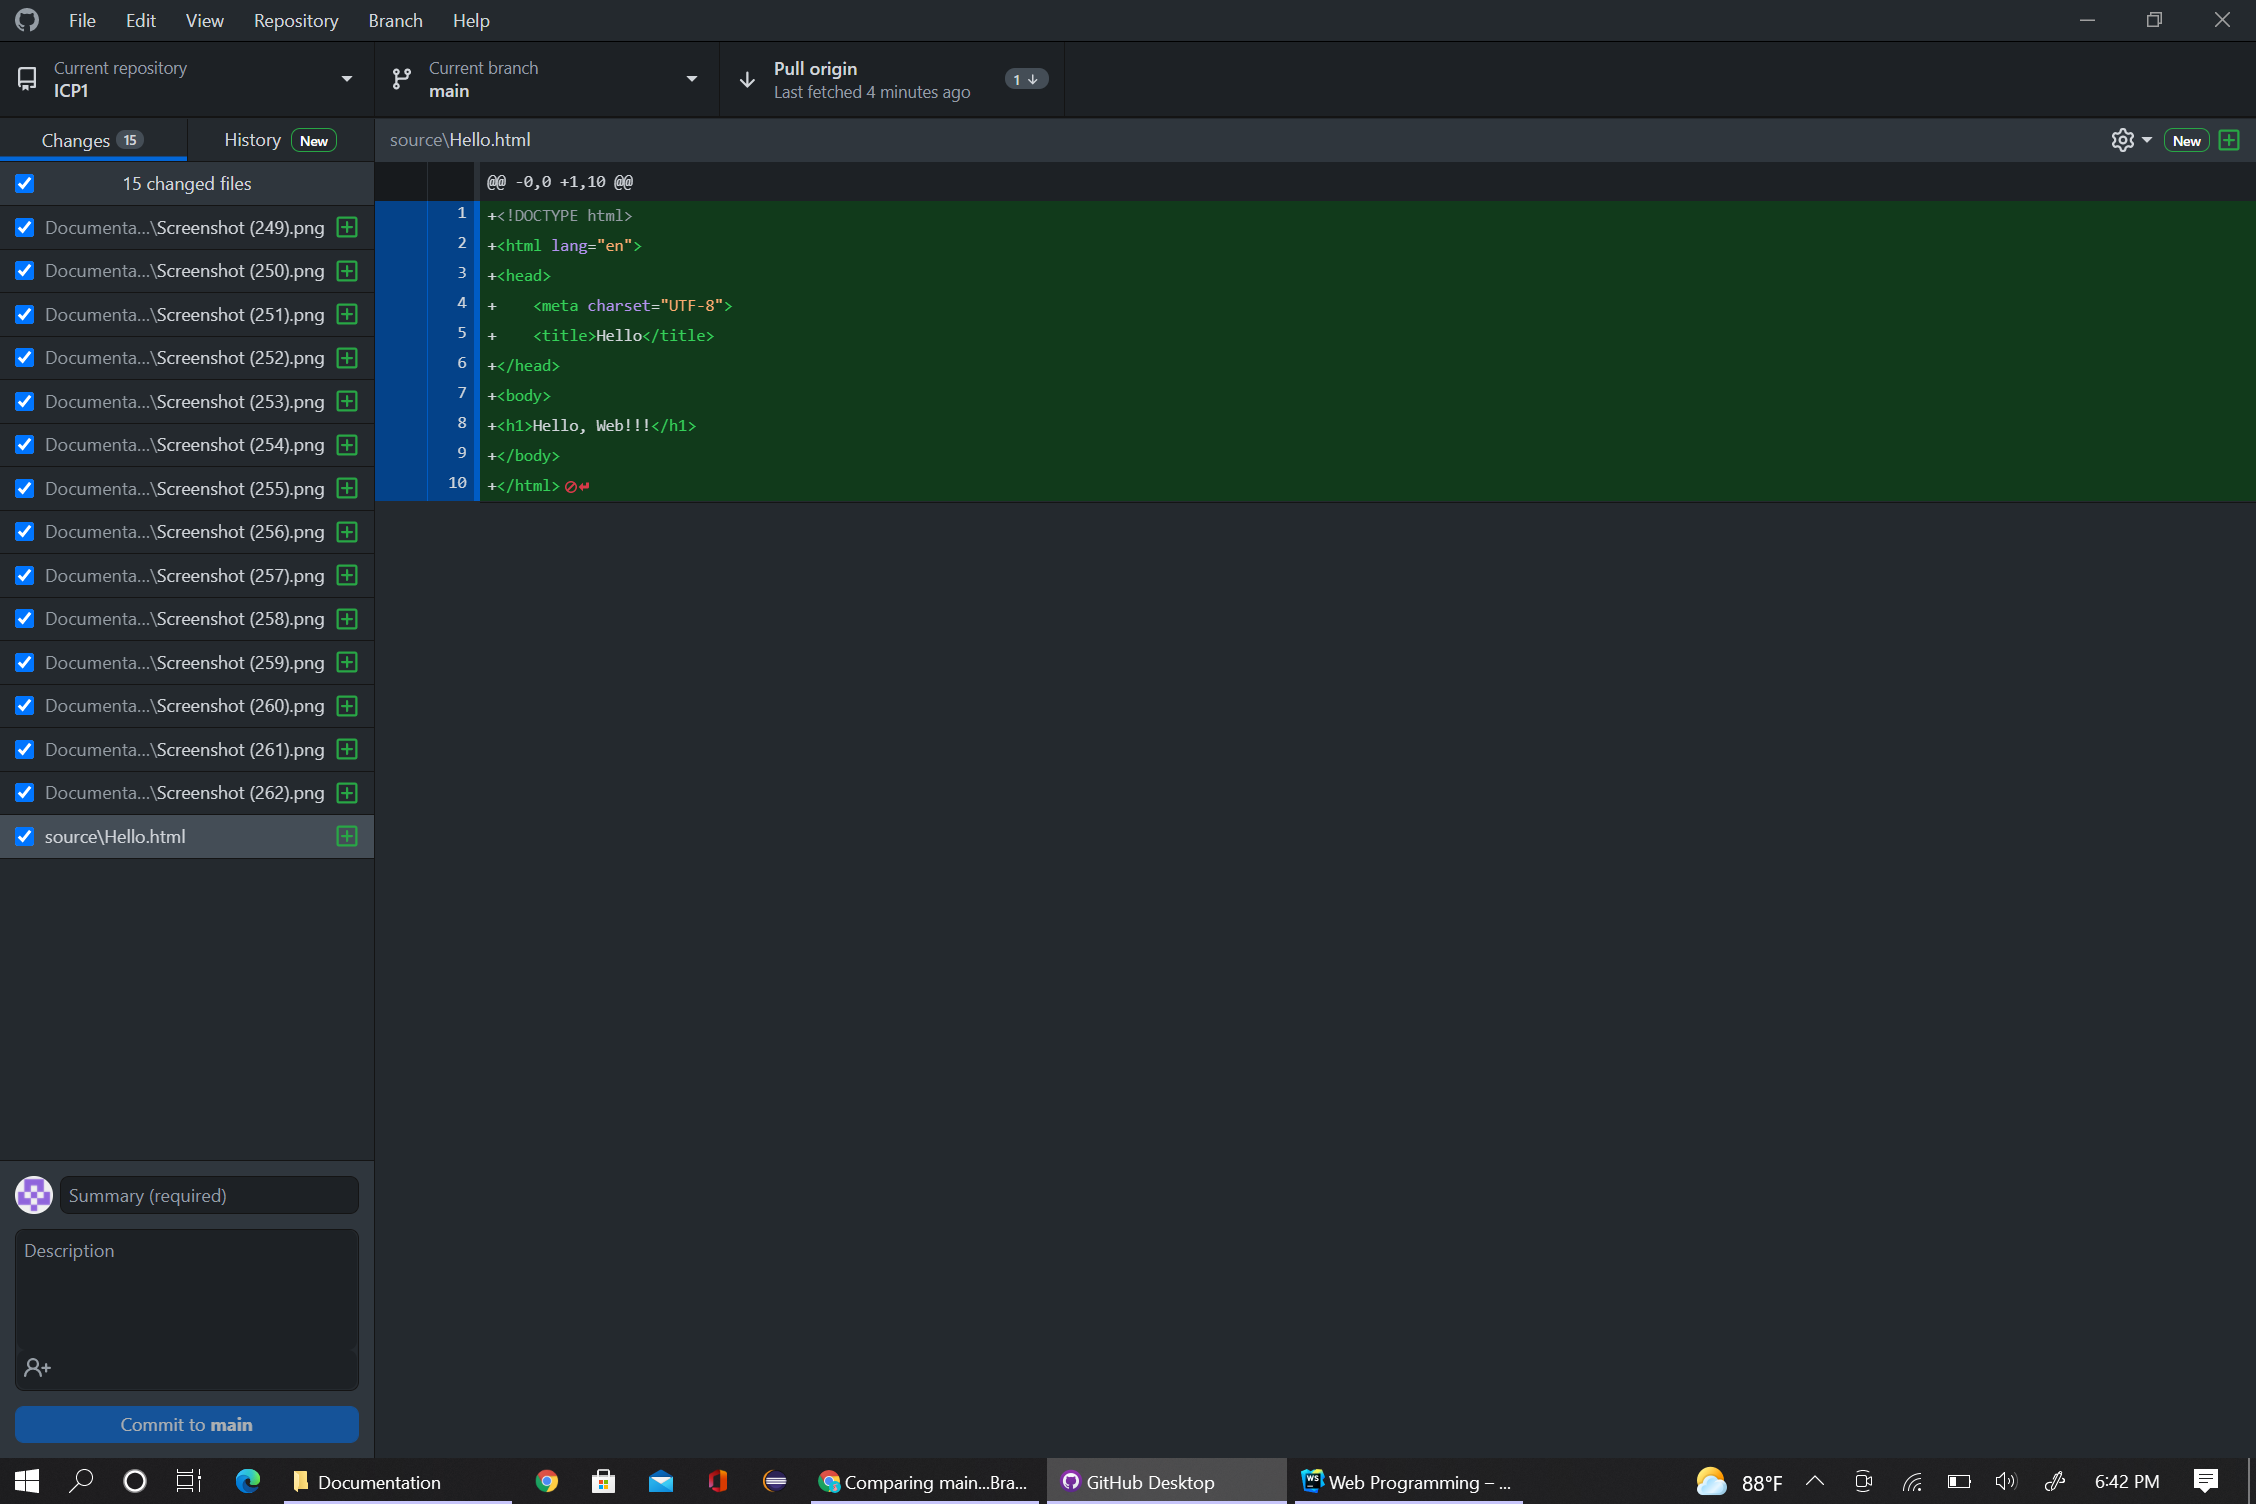 File Edit View Repository Branch Help
Current repository
ICP1
Current branch
main
Pull origin
Last fetched 4 minutes ago
1
Changes 15
History New
source\Hello.html
New
15 changed files
@@ -0,0 +1,10 @@
Documenta...\Screenshot (249).png
Documenta...\Screenshot (250).png
Documenta...\Screenshot (251).png
Documenta...\Screenshot (252).png
Documenta...\Screenshot (253).png
Documenta...\Screenshot (254).png
Documenta...\Screenshot (255).png
Documenta...\Screenshot (256).png
Documenta...\Screenshot (257).png
Documenta...\Screenshot (258).png
Documenta...\Screenshot (259).png
Documenta...\Screenshot (260).png
Documenta...\Screenshot (261).png
Documenta...\Screenshot (262).png
source\Hello.html
1 +<!DOCTYPE html>
2 +<html lang="en">
3 +<head>
4 +    <meta charset="UTF-8">
5 +    <title>Hello</title>
6 +</head>
7 +<body>
8 +<h1>Hello, Web!!!</h1>
9 +</body>
10 +</html>
Summary (required)
Description
Commit to main
Documentation
Comparing main...Bra...
GitHub Desktop
WS
Web Programming – ...
88°F
6:42 PM